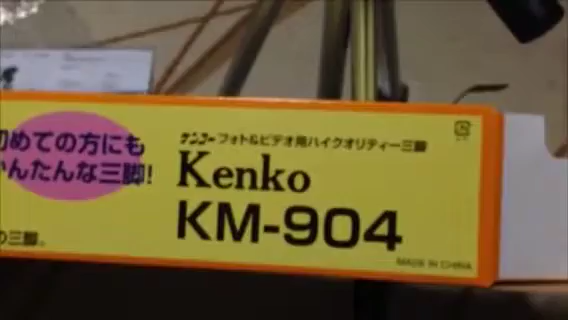 初めての方にも
かんたんな三脚!
の三脚。
ケンコー フォト&ビデオ用ハイクオリティー三脚
Kenko
KM-904
MADE IN CHINA